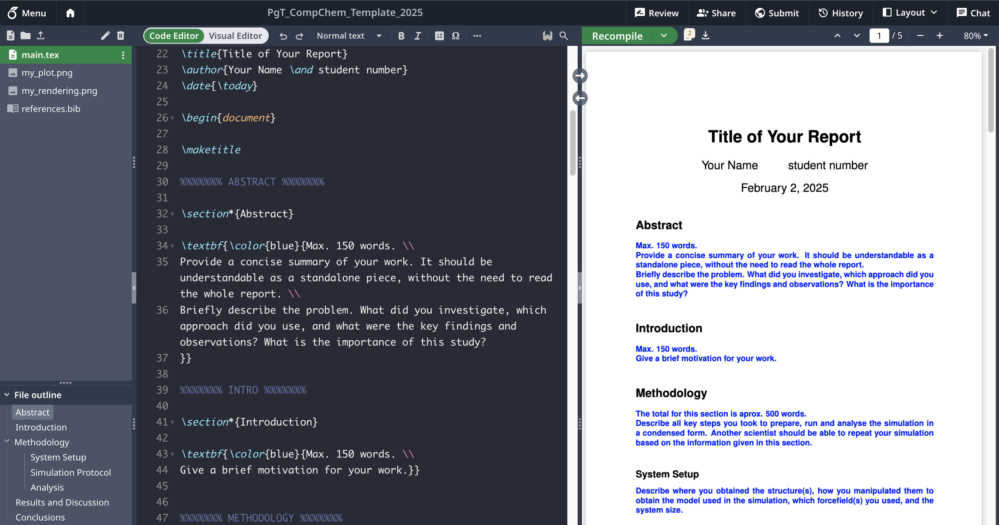 Menu
PgT_CompChem_Template_2025
Review
Share
Submit
History
Layout
Chat
Code Editor
Visual Editor
Normal text
B I Ω ...
Recompile
2
1 / 5
80%
main.tex
my_plot.png
my_rendering.png
references.bib
File outline
Abstract
Introduction
Methodology
System Setup
Simulation Protocol
Analysis
Results and Discussion
Conclusions
22 \title{Title of Your Report}
23 \author{Your Name \and student number}
24 \date{\today}
25
26 \begin{document}
27
28 \maketitle
29
30 %%%%%%% ABSTRACT %%%%%%%
31
32 \section*{Abstract}
33
34 \textbf{\color{blue}{Max. 150 words. \\
35 Provide a concise summary of your work. It should be
understandable as a standalone piece, without the need to read
the whole report. \\
36 Briefly describe the problem. What did you investigate, which
approach did you use, and what were the key findings and
observations? What is the importance of this study?
37 }}
38
39 %%%%%%% INTRO %%%%%%%
40
41 \section*{Introduction}
42
43 \textbf{\color{blue}{Max. 150 words. \\
44 Give a brief motivation for your work.}}
45
46
47 %%%%%%% METHODOLOGY %%%%%%%
Title of Your Report
Your Name student number
February 2, 2025
Abstract
Max. 150 words.
Provide a concise summary of your work. It should be understandable as a
standalone piece, without the need to read the whole report.
Briefly describe the problem. What did you investigate, which approach did you
use, and what were the key findings and observations? What is the importance
of this study?
Introduction
Max. 150 words.
Give a brief motivation for your work.
Methodology
The total for this section is aprox. 500 words.
Describe all key steps you took to prepare, run and analyse the simulation in
a condensed form. Another scientist should be able to repeat your simulation
based on the information given in this section.
System Setup
Describe where you obtained the structure(s), how you manipulated them to
obtain the model used in the simulation, which forcefield(s) you used, and the
system size.